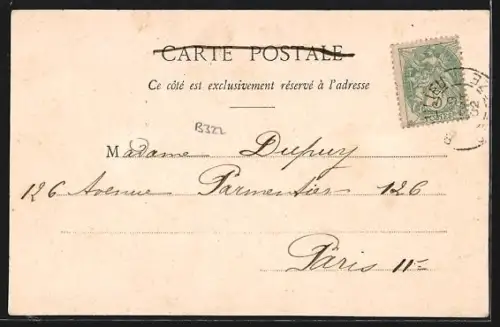 CARTE POSTALE
Ce côté est exclusivement réservé à l'adresse
B322
Madame Dupuy
126 Avenue Parmentier 126
Paris 11e